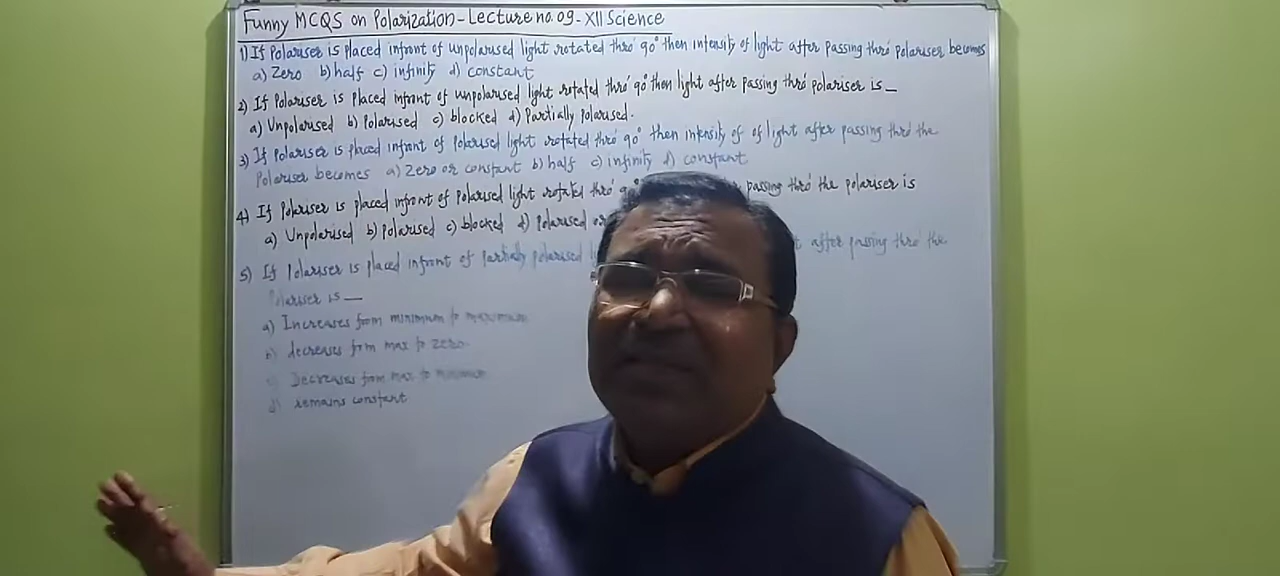 Funny MCQS on Polarization - Lecture no. 09 - XII Science
1) If Polariser is placed infront of unpolarised light rotated thro' 90° then intensity of light after passing thro' polariser becomes
a) Zero b) half c) infinity d) constant
2) If Polariser is placed infront of unpolarised light rotated thro' 90° then light after passing thro' polariser is _
a) Unpolarised b) Polarised c) blocked d) Partially Polarised.
3) If Polariser is placed infront of Polarised light rotated thro' 90° then intensity of of light after passing thro' the
Polariser becomes a) Zero or constant b) half c) infinity d) constant
4) If Polariser is placed infront of Polarised light rotated thro' passing thro' the polariser is
a) Unpolarised b) Polarised c) blocked d) Polarised or
5) If Polariser is placed infront of Partially polarised after passing thro' the
Polariser is _
a) Increases from minimum to maximum
b) decreases from max to zero
c) Decreases from max to minimum
d) remains constant